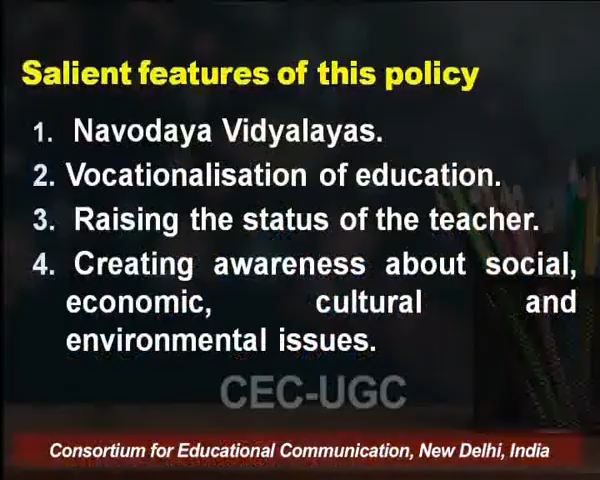 Salient features of this policy
1. Navodaya Vidyalayas.
2. Vocationalisation of education.
3. Raising the status of the teacher.
4. Creating awareness about social,
economic, cultural and
environmental issues.
CEC-UGC
Consortium for Educational Communication, New Delhi, India